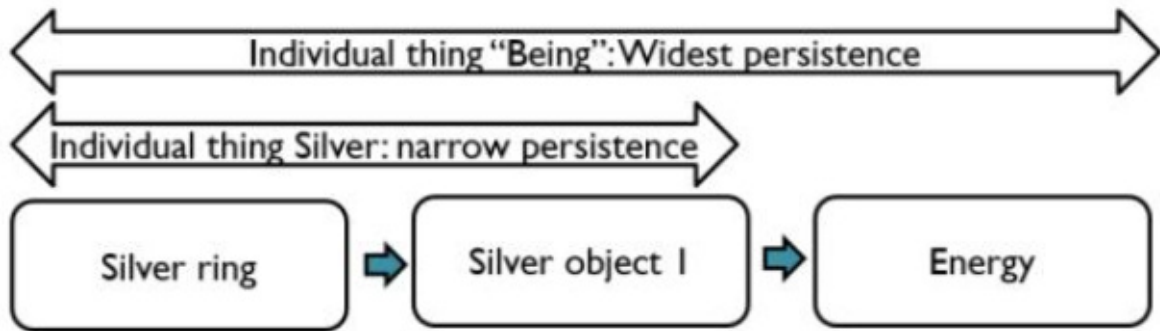 Individual thing “Being”: Widest persistence
Individual thing Silver: narrow persistence
Silver ring
Silver object 1
Energy